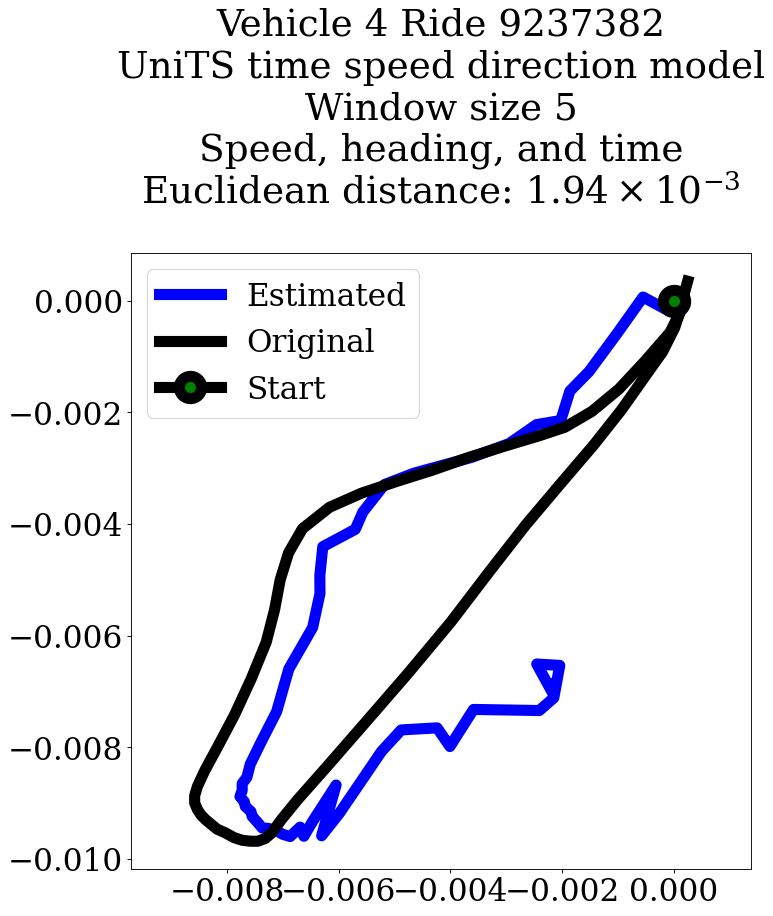 Vehicle 4 Ride 9237382
UniTS time speed direction model
Window size 5
Speed, heading, and time
Euclidean distance: 1.94 × 10⁻³
Estimated
Original
Start
0.000
−0.002
−0.004
−0.006
−0.008
−0.010
−0.008−0.006−0.004−0.002 0.000